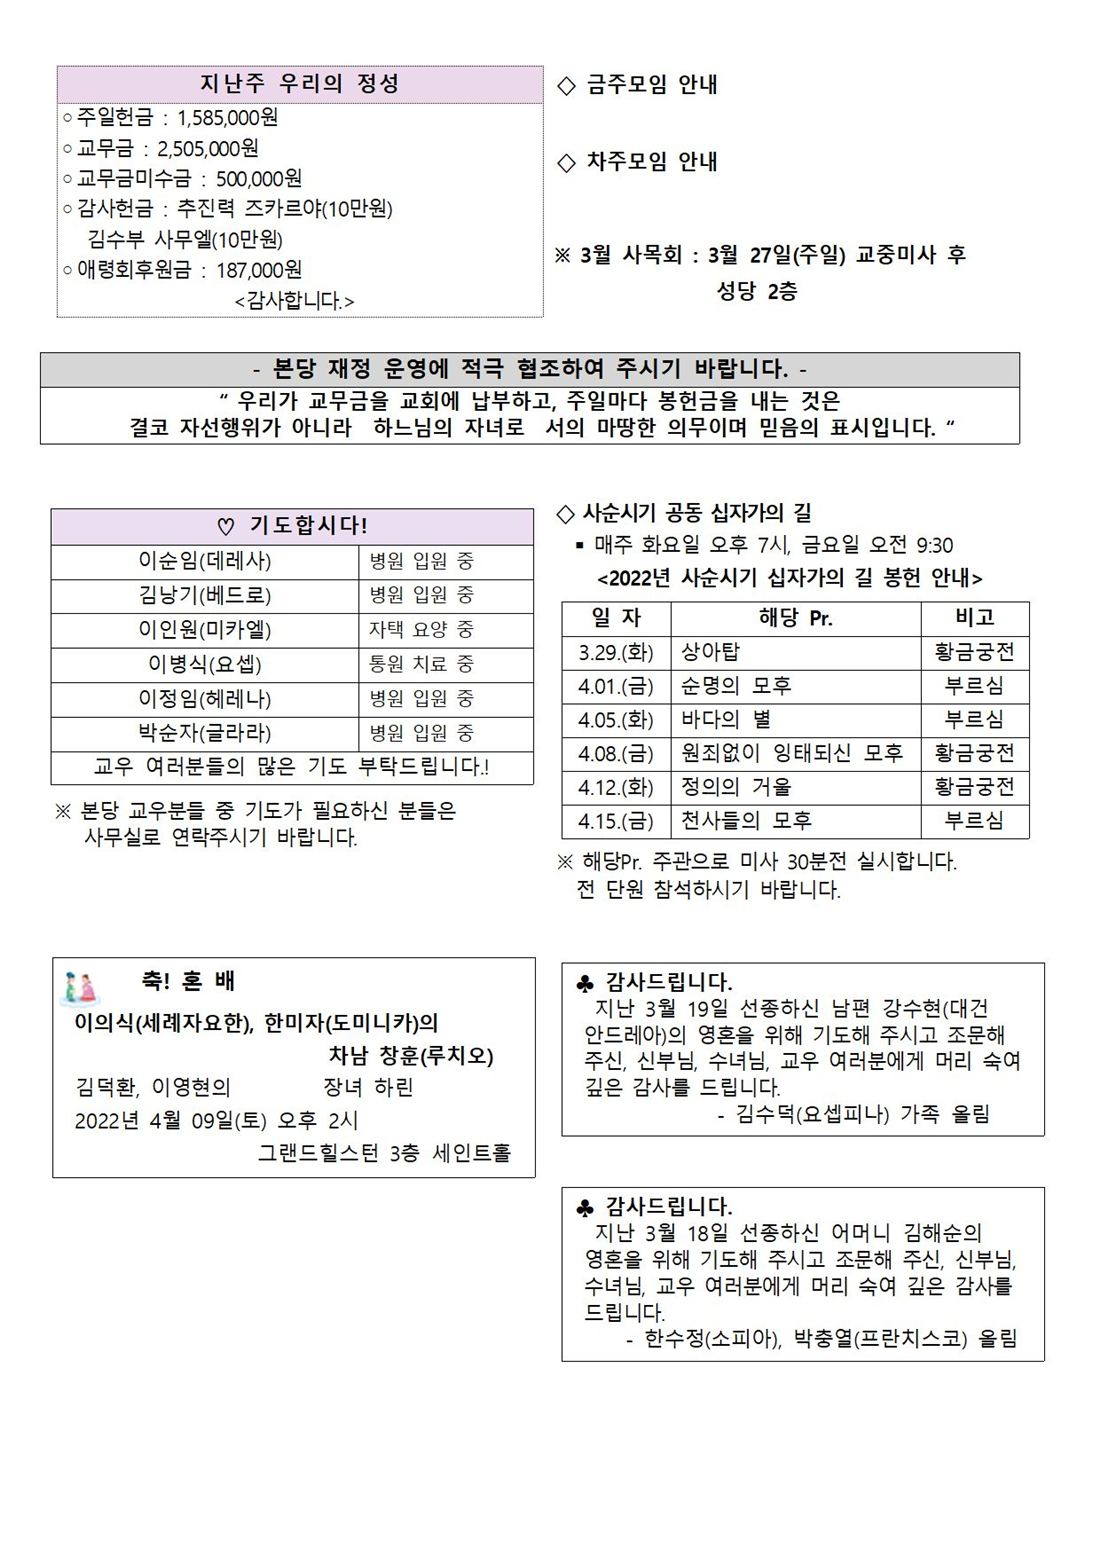 지난주 우리의 정성
○ 주일헌금 : 1,585,000원
○ 교무금 : 2,505,000원
○ 교무금미수금 : 500,000원
○ 감사헌금 : 추진력 즈카르야(10만원)
김수부 사무엘(10만원)
○ 애령회후원금 : 187,000원
<감사합니다.>
◇ 금주모임 안내
◇ 차주모임 안내
※ 3월 사목회 : 3월 27일(주일) 교중미사 후
성당 2층
- 본당 재정 운영에 적극 협조하여 주시기 바랍니다. -
“ 우리가 교무금을 교회에 납부하고, 주일마다 봉헌금을 내는 것은
결코 자선행위가 아니라 하느님의 자녀로 서의 마땅한 의무이며 믿음의 표시입니다. “
♡ 기도합시다!
이순임(데레사) 병원 입원 중
김낭기(베드로) 병원 입원 중
이인원(미카엘) 자택 요양 중
이병식(요셉) 통원 치료 중
이정임(헤레나) 병원 입원 중
박순자(글라라) 병원 입원 중
교우 여러분들의 많은 기도 부탁드립니다.!
※ 본당 교우분들 중 기도가 필요하신 분들은
사무실로 연락주시기 바랍니다.
◇ 사순시기 공동 십자가의 길
▪ 매주 화요일 오후 7시, 금요일 오전 9:30
<2022년 사순시기 십자가의 길 봉헌 안내>
일 자 해당 Pr. 비고
3.29.(화) 상아탑 황금궁전
4.01.(금) 순명의 모후 부르심
4.05.(화) 바다의 별 부르심
4.08.(금) 원죄없이 잉태되신 모후 황금궁전
4.12.(화) 정의의 거울 황금궁전
4.15.(금) 천사들의 모후 부르심
※ 해당Pr. 주관으로 미사 30분전 실시합니다.
전 단원 참석하시기 바랍니다.
축! 혼 배
이의식(세례자요한), 한미자(도미니카)의
차남 창훈(루치오)
김덕환, 이영현의 장녀 하린
2022년 4월 09일(토) 오후 2시
그랜드힐스턴 3층 세인트홀
♣ 감사드립니다.
지난 3월 19일 선종하신 남편 강수현(대건
안드레아)의 영혼을 위해 기도해 주시고 조문해
주신, 신부님, 수녀님, 교우 여러분에게 머리 숙여
깊은 감사를 드립니다.
- 김수덕(요셉피나) 가족 올림
♣ 감사드립니다.
지난 3월 18일 선종하신 어머니 김해순의
영혼을 위해 기도해 주시고 조문해 주신, 신부님,
수녀님, 교우 여러분에게 머리 숙여 깊은 감사를
드립니다.
- 한수정(소피아), 박충열(프란치스코) 올림